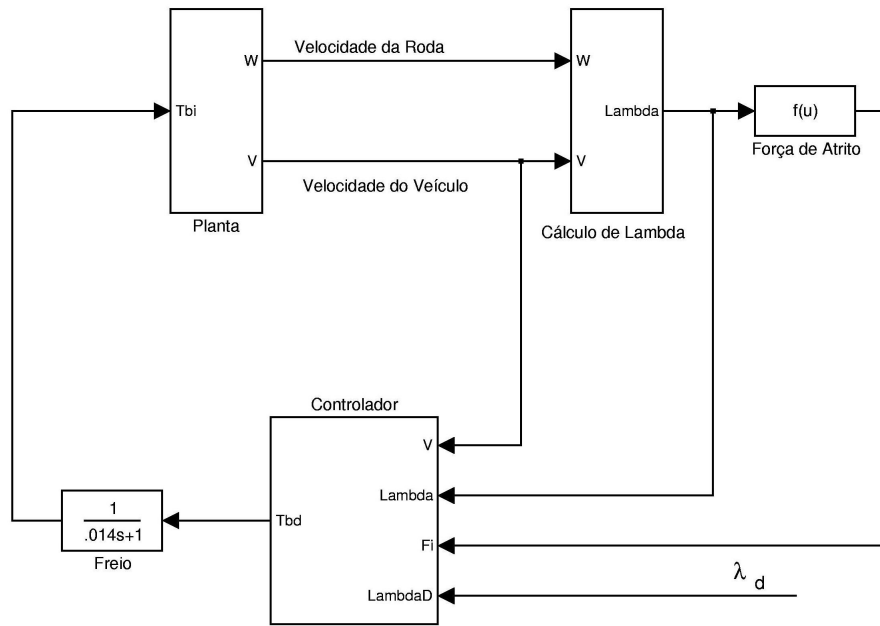 Velocidade da Roda
W
W
Tbi
Lambda
f(u)
V
V
Força de Atrito
Velocidade do Veículo
Planta
Cálculo de Lambda
Controlador
V
Lambda
1
.014s+1
Tbd
Fi
Freio
LambdaD
λ d